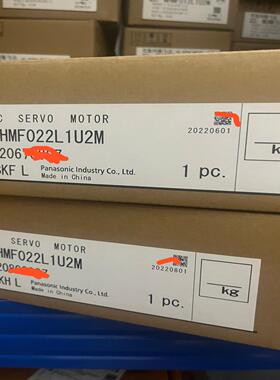 C SERVO MOTOR
HMF022L1U2M
20220601
KF L
Panasonic Industry Co., Ltd.
Made in China
1 pc.
kg
SERVO MOTOR
HMF022L1U2M
20220801
KH L
Panasonic Industry Co., Ltd.
Made in China
1 pc.
kg